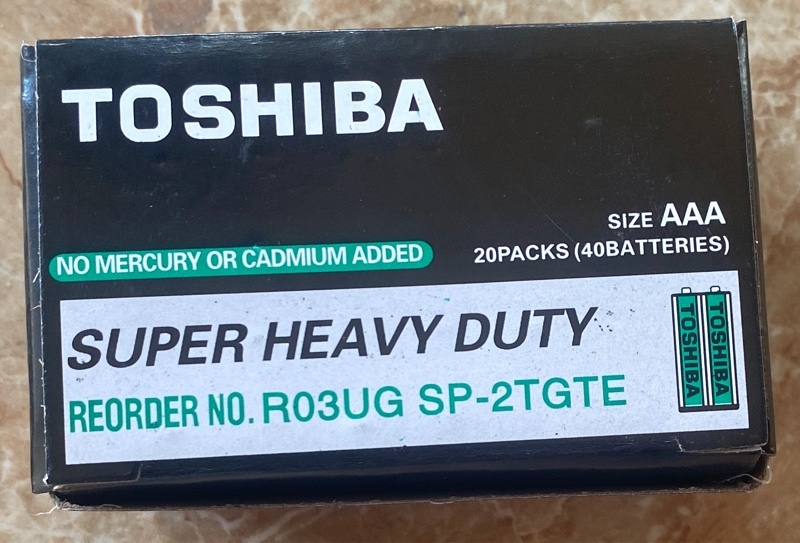 TOSHIBA
SIZE AAA
20PACKS (40BATTERIES)
NO MERCURY OR CADMIUM ADDED
SUPER HEAVY DUTY
REORDER NO. R03UG SP-2TGTE
TOSHIBA
TOSHIBA